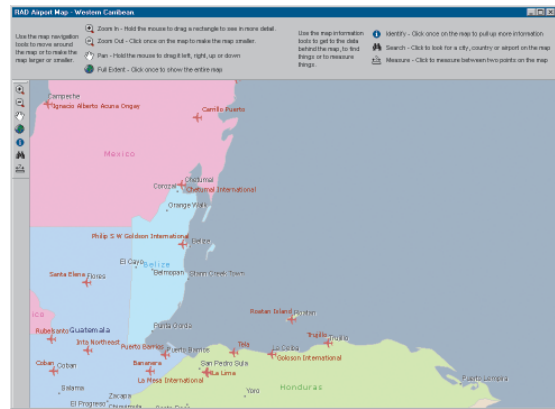 RAD Airport Map - Western Caribbean
Use the map navigation
tools to move around
the map or to make the
map larger or smaller
Zoom In - Hold the mouse to drag a rectangle to see in more detail.
Zoom Out - Click once on the map to make the map smaller.
Pan - Hold the mouse to drag it left, right, up or down
Full Extent - Click once to show the entire map
Use the map information
tools to get to the data
behind the map, to find
things or to measure
things.
Identify - Click once on the map to pull up more information
Search - Click to look for a city, country or airport on the map
Measure - Click to measure between two points on the map
Campeche
Ignacio Alberto Acuna Ongay
Carrillo Puerto
Mexico
Chetumal
Corozal
Chetumal International
Orange Walk
Philip S W Goldson International
Belize
El Cayo
Belize
Belmopan
Stann Creek Town
Santa Elena
Flores
Roatan Island
Roatan
Punta Gorda
Rubelsanto
Guatemala
Trujillo
Trujillo
Inta Northeast
Puerto Barrios
Puerto Barrios
Tela
La Ceiba
Goloson International
Coban
Coban
Bananera
San Pedro Sula
La Lima
La Mesa International
Puerto Lempira
Salama
Zacapa
Yoro
Honduras
El Progreso
Chiquimula